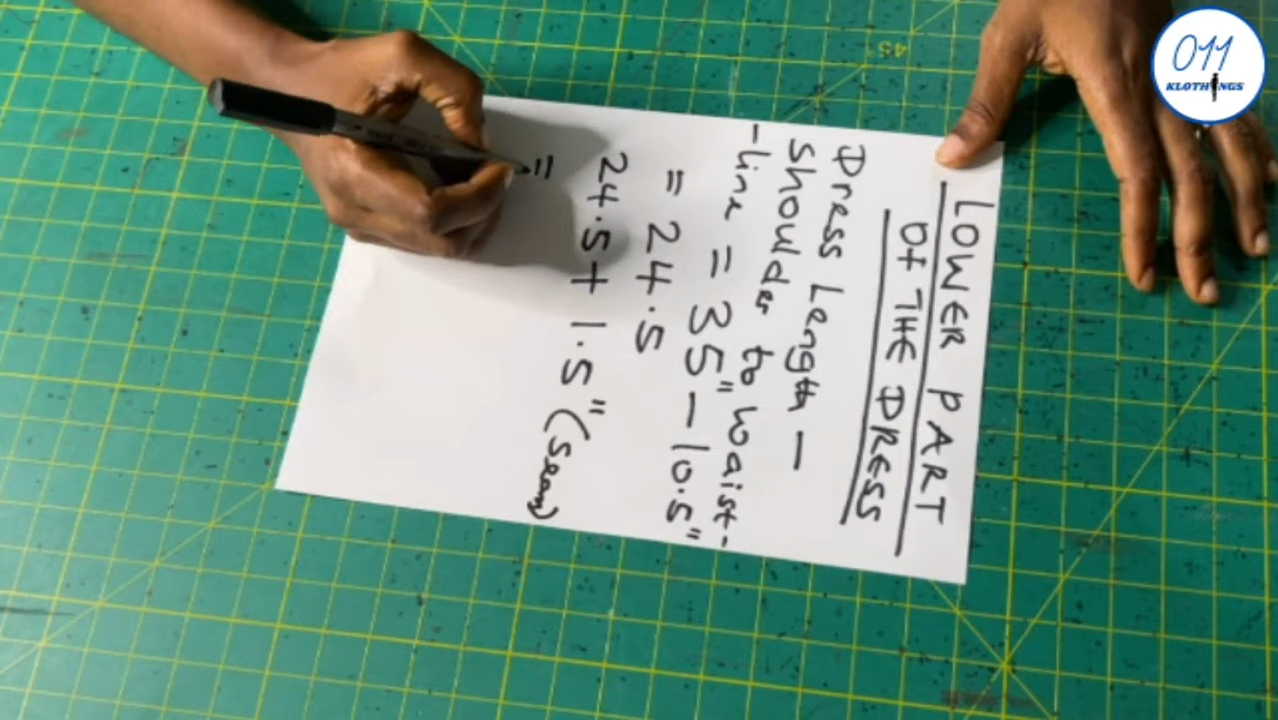 LOWER PART
Of THE DRESS
Dress Length -
Shoulder to waist-
-line = 35" - 10.5"
= 24.5
24.5 + 1.5" (seam)
=
45
011
KLOTHINGS